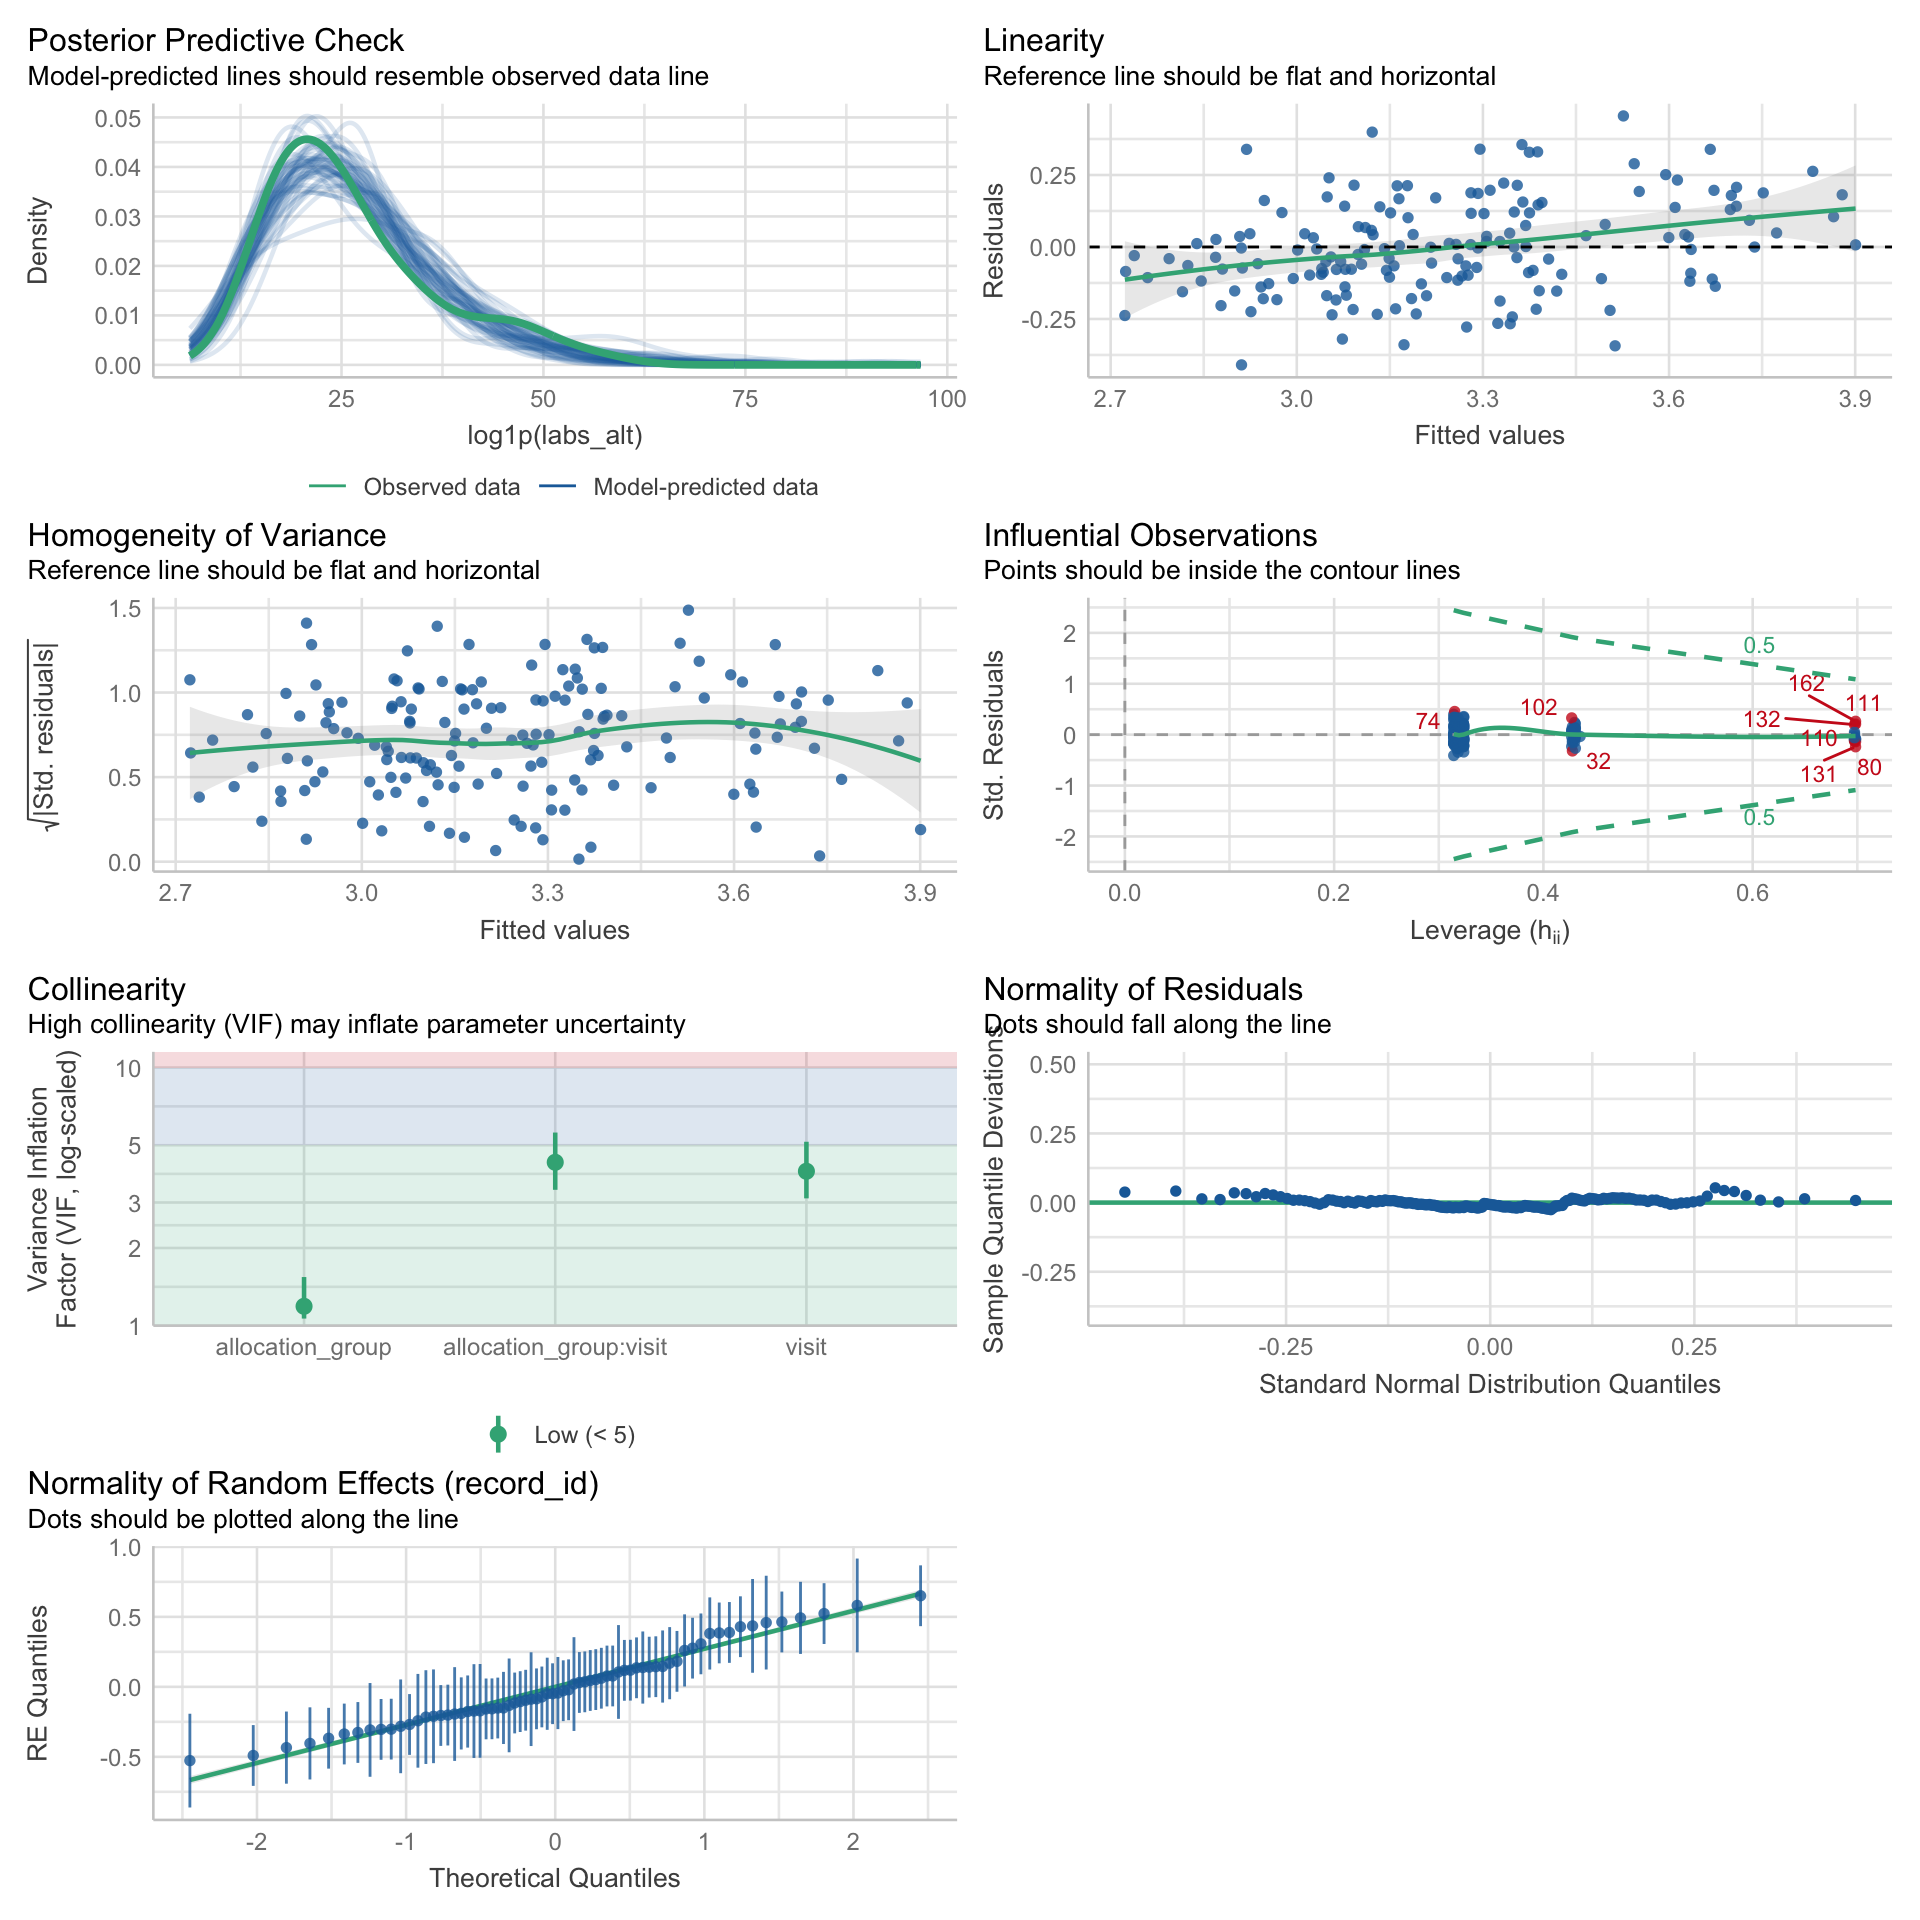 Posterior Predictive Check
Model-predicted lines should resemble observed data line
0.05
0.04
0.03
0.02
0.01
0.00
Density
25
50
75
100
log1p(labs_alt)
Observed data
Model-predicted data
Linearity
Reference line should be flat and horizontal
0.25
0.00
-0.25
Residuals
2.7
3.0
3.3
3.6
3.9
Fitted values
Homogeneity of Variance
Reference line should be flat and horizontal
1.5
1.0
0.5
0.0
√|Std. residuals|
2.7
3.0
3.3
3.6
3.9
Fitted values
Influential Observations
Points should be inside the contour lines
2
1
0
-1
-2
Std. Residuals
0.5
162
111
102
74
132
110
32
131
80
0.5
0.0
0.2
0.4
0.6
Leverage (hii)
Collinearity
High collinearity (VIF) may inflate parameter uncertainty
10
5
3
2
1
Variance Inflation
Factor (VIF, log-scaled)
allocation_group
allocation_group:visit
visit
Low (< 5)
Normality of Residuals
Dots should fall along the line
0.50
0.25
0.00
-0.25
Sample Quantile Deviations
-0.25
0.00
0.25
Standard Normal Distribution Quantiles
Normality of Random Effects (record_id)
Dots should be plotted along the line
1.0
0.5
0.0
-0.5
RE Quantiles
-2
-1
0
1
2
Theoretical Quantiles